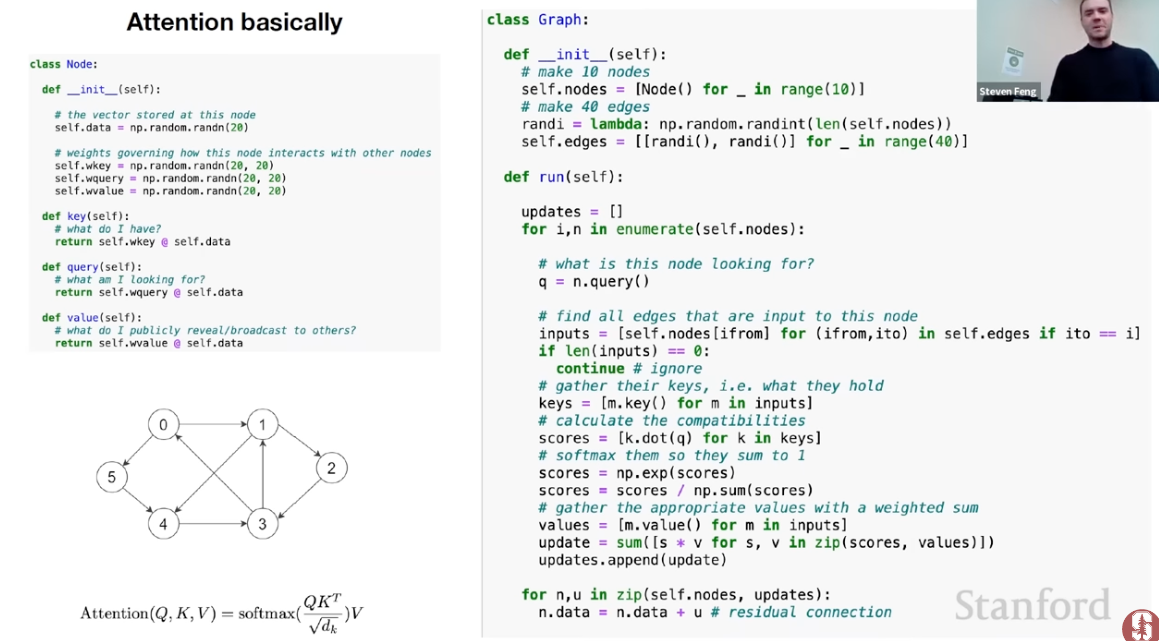 Attention basically
class Node:
def __init__(self):
# the vector stored at this node
self.data = np.random.randn(20)
# weights governing how this node interacts with other nodes
self.wkey = np.random.randn(20, 20)
self.wquery = np.random.randn(20, 20)
self.wvalue = np.random.randn(20, 20)
def key(self):
# what do I have?
return self.wkey @ self.data
def query(self):
# what am I looking for?
return self.wquery @ self.data
def value(self):
# what do I publicly reveal/broadcast to others?
return self.wvalue @ self.data
0
1
2
5
4
3
Attention(Q, K, V) = softmax(QK^T / √d_k)V
class Graph:
def __init__(self):
# make 10 nodes
self.nodes = [Node() for _ in range(10)]
# make 40 edges
randi = lambda: np.random.randint(len(self.nodes))
self.edges = [[randi(), randi()] for _ in range(40)]
def run(self):
updates = []
for i,n in enumerate(self.nodes):
# what is this node looking for?
q = n.query()
# find all edges that are input to this node
inputs = [self.nodes[ifrom] for (ifrom,ito) in self.edges if ito == i]
if len(inputs) == 0:
continue # ignore
# gather their keys, i.e. what they hold
keys = [m.key() for m in inputs]
# calculate the compatibilities
scores = [k.dot(q) for k in keys]
# softmax them so they sum to 1
scores = np.exp(scores)
scores = scores / np.sum(scores)
# gather the appropriate values with a weighted sum
values = [m.value() for m in inputs]
update = sum([s * v for s, v in zip(scores, values)])
updates.append(update)
for n,u in zip(self.nodes, updates):
n.data = n.data + u # residual connection
Steven Feng
Stanford